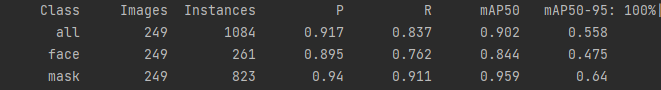 Class Images Instances P R mAP50 mAP50-95: 100%
all 249 1084 0.917 0.837 0.902 0.558
face 249 261 0.895 0.762 0.844 0.475
mask 249 823 0.94 0.911 0.959 0.64